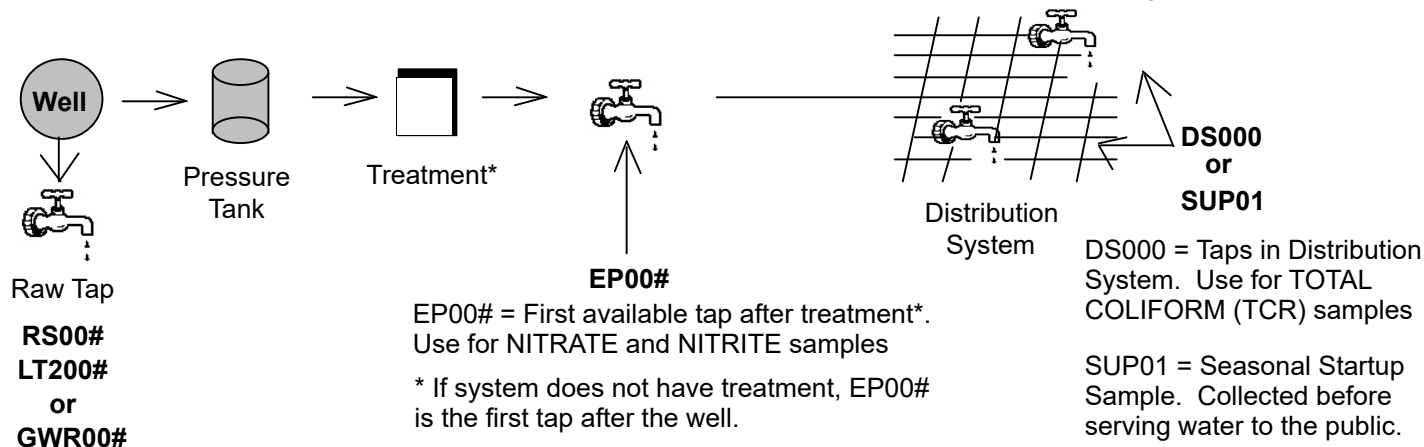 Well
Pressure
Tank
Treatment*
Raw Tap
RS00#
LT200#
or
GWR00#
EP00#
EP00# = First available tap after treatment*.
Use for NITRATE and NITRITE samples
* If system does not have treatment, EP00#
is the first tap after the well.
Distribution
System
DS000
or
SUP01
DS000 = Taps in Distribution
System. Use for TOTAL
COLIFORM (TCR) samples
SUP01 = Seasonal Startup
Sample. Collected before
serving water to the public.